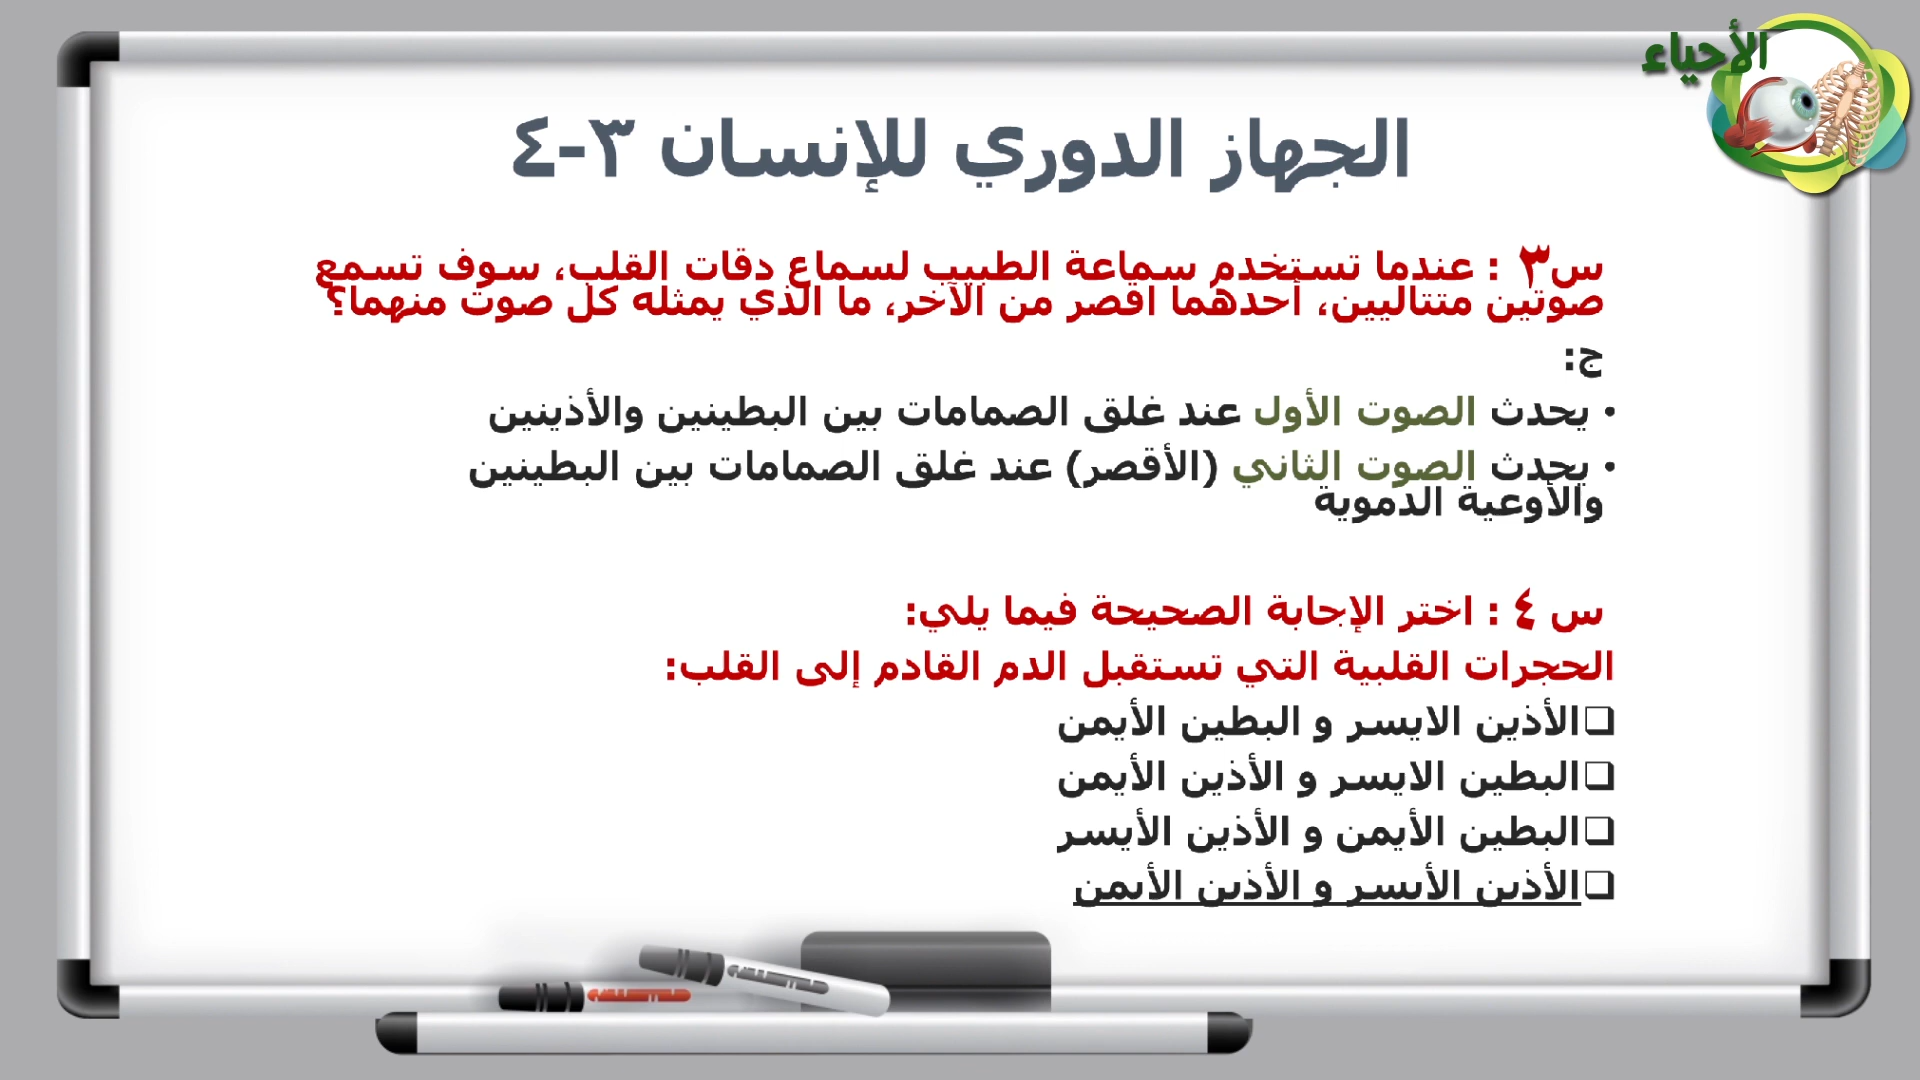 الأحياء
الجهاز الدوري للإنسان ٣-٤
س٣ : عندما تستخدم سماعة الطبيب لسماع دقات القلب، سوف تسمع
صوتين متتاليين، أحدهما أقصر من الآخر، ما الذي يمثله كل صوت منهما؟
ج:
• يحدث الصوت الأول عند غلق الصمامات بين البطينين والأذينين
• يحدث الصوت الثاني (الأقصر) عند غلق الصمامات بين البطينين
والأوعية الدموية
س ٤ : اختر الإجابة الصحيحة فيما يلي:
الحجرات القلبية التي تستقبل الدم القادم إلى القلب:
❑الأذين الايسر و البطين الأيمن
❑البطين الايسر و الأذين الأيمن
❑البطين الأيمن و الأذين الأيسر
❑الأذين الأيسر و الأذين الأيمن